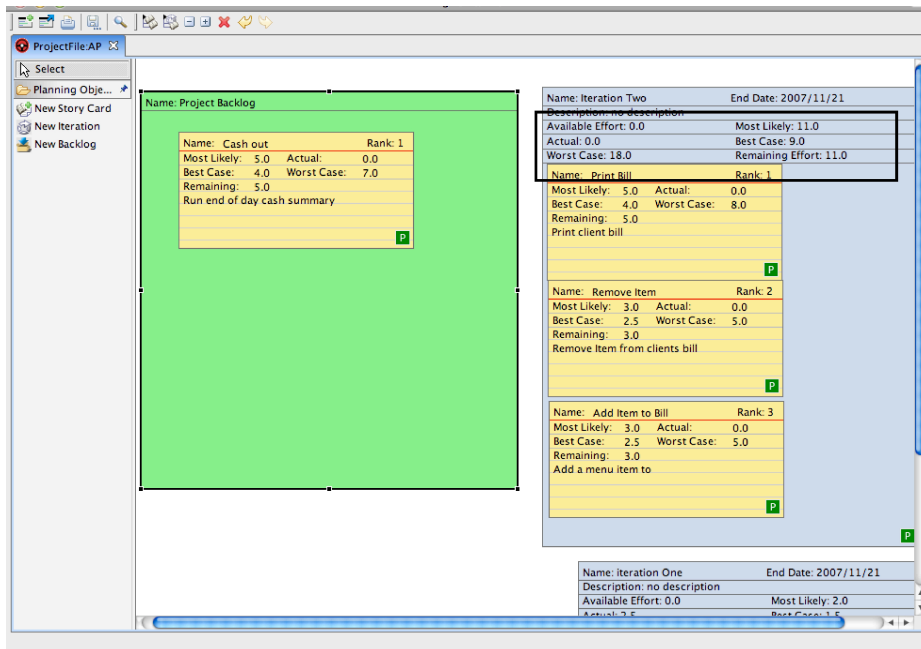 ProjectFile:AP
Select
Planning Obje...
New Story Card
New Iteration
New Backlog
Name: Project Backlog
Name: Cash out Rank: 1
Most Likely: 5.0 Actual: 0.0
Best Case: 4.0 Worst Case: 7.0
Remaining: 5.0
Run end of day cash summary
P
Name: Iteration Two End Date: 2007/11/21
Description: no description
Available Effort: 0.0 Most Likely: 11.0
Actual: 0.0 Best Case: 9.0
Worst Case: 18.0 Remaining Effort: 11.0
Name: Print Bill Rank: 1
Most Likely: 5.0 Actual: 0.0
Best Case: 4.0 Worst Case: 8.0
Remaining: 5.0
Print client bill
P
Name: Remove Item Rank: 2
Most Likely: 3.0 Actual: 0.0
Best Case: 2.5 Worst Case: 5.0
Remaining: 3.0
Remove Item from clients bill
P
Name: Add Item to Bill Rank: 3
Most Likely: 3.0 Actual: 0.0
Best Case: 2.5 Worst Case: 5.0
Remaining: 3.0
Add a menu item to
P
P
Name: iteration One End Date: 2007/11/21
Description: no description
Available Effort: 0.0 Most Likely: 2.0
Actual: 2.5 Best Case: 1.5